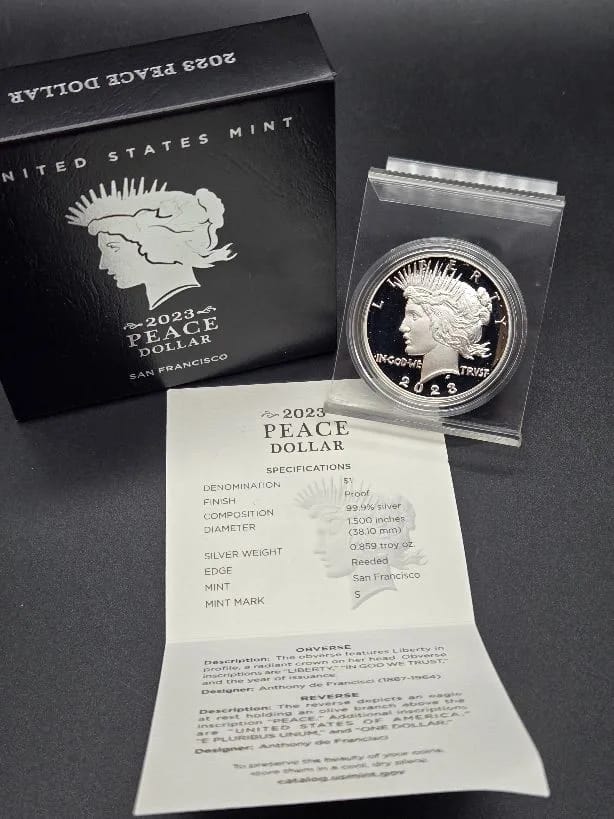 2023 PEACE DOLLAR
NITED STATES MINT
2023
PEACE
DOLLAR
SAN FRANCISCO
LIBERTY
IN·GOD·WE TRVST
2023
2023
PEACE
DOLLAR
SPECIFICATIONS
DENOMINATION $1
FINISH Proof
COMPOSITION 99.9% silver
DIAMETER 1.500 inches
(38.10 mm)
SILVER WEIGHT 0.859 troy oz.
EDGE Reeded
MINT San Francisco
MINT MARK S
OBVERSE
Description: The obverse features Liberty in
profile, a radiant crown on her head. Obverse
inscriptions are "LIBERTY," "IN GOD WE TRUST,"
and the year of issuance.
Designer: Anthony de Francisci (1887-1964)
REVERSE
Description: The reverse depicts an eagle
at rest holding an olive branch above the
inscription "PEACE." Additional inscriptions
are "UNITED STATES OF AMERICA,"
"E PLURIBUS UNUM," and "ONE DOLLAR."
Designer: Anthony de Francisci
To preserve the beauty of your coins,
store them in a cool, dry place.
catalog.usmint.gov